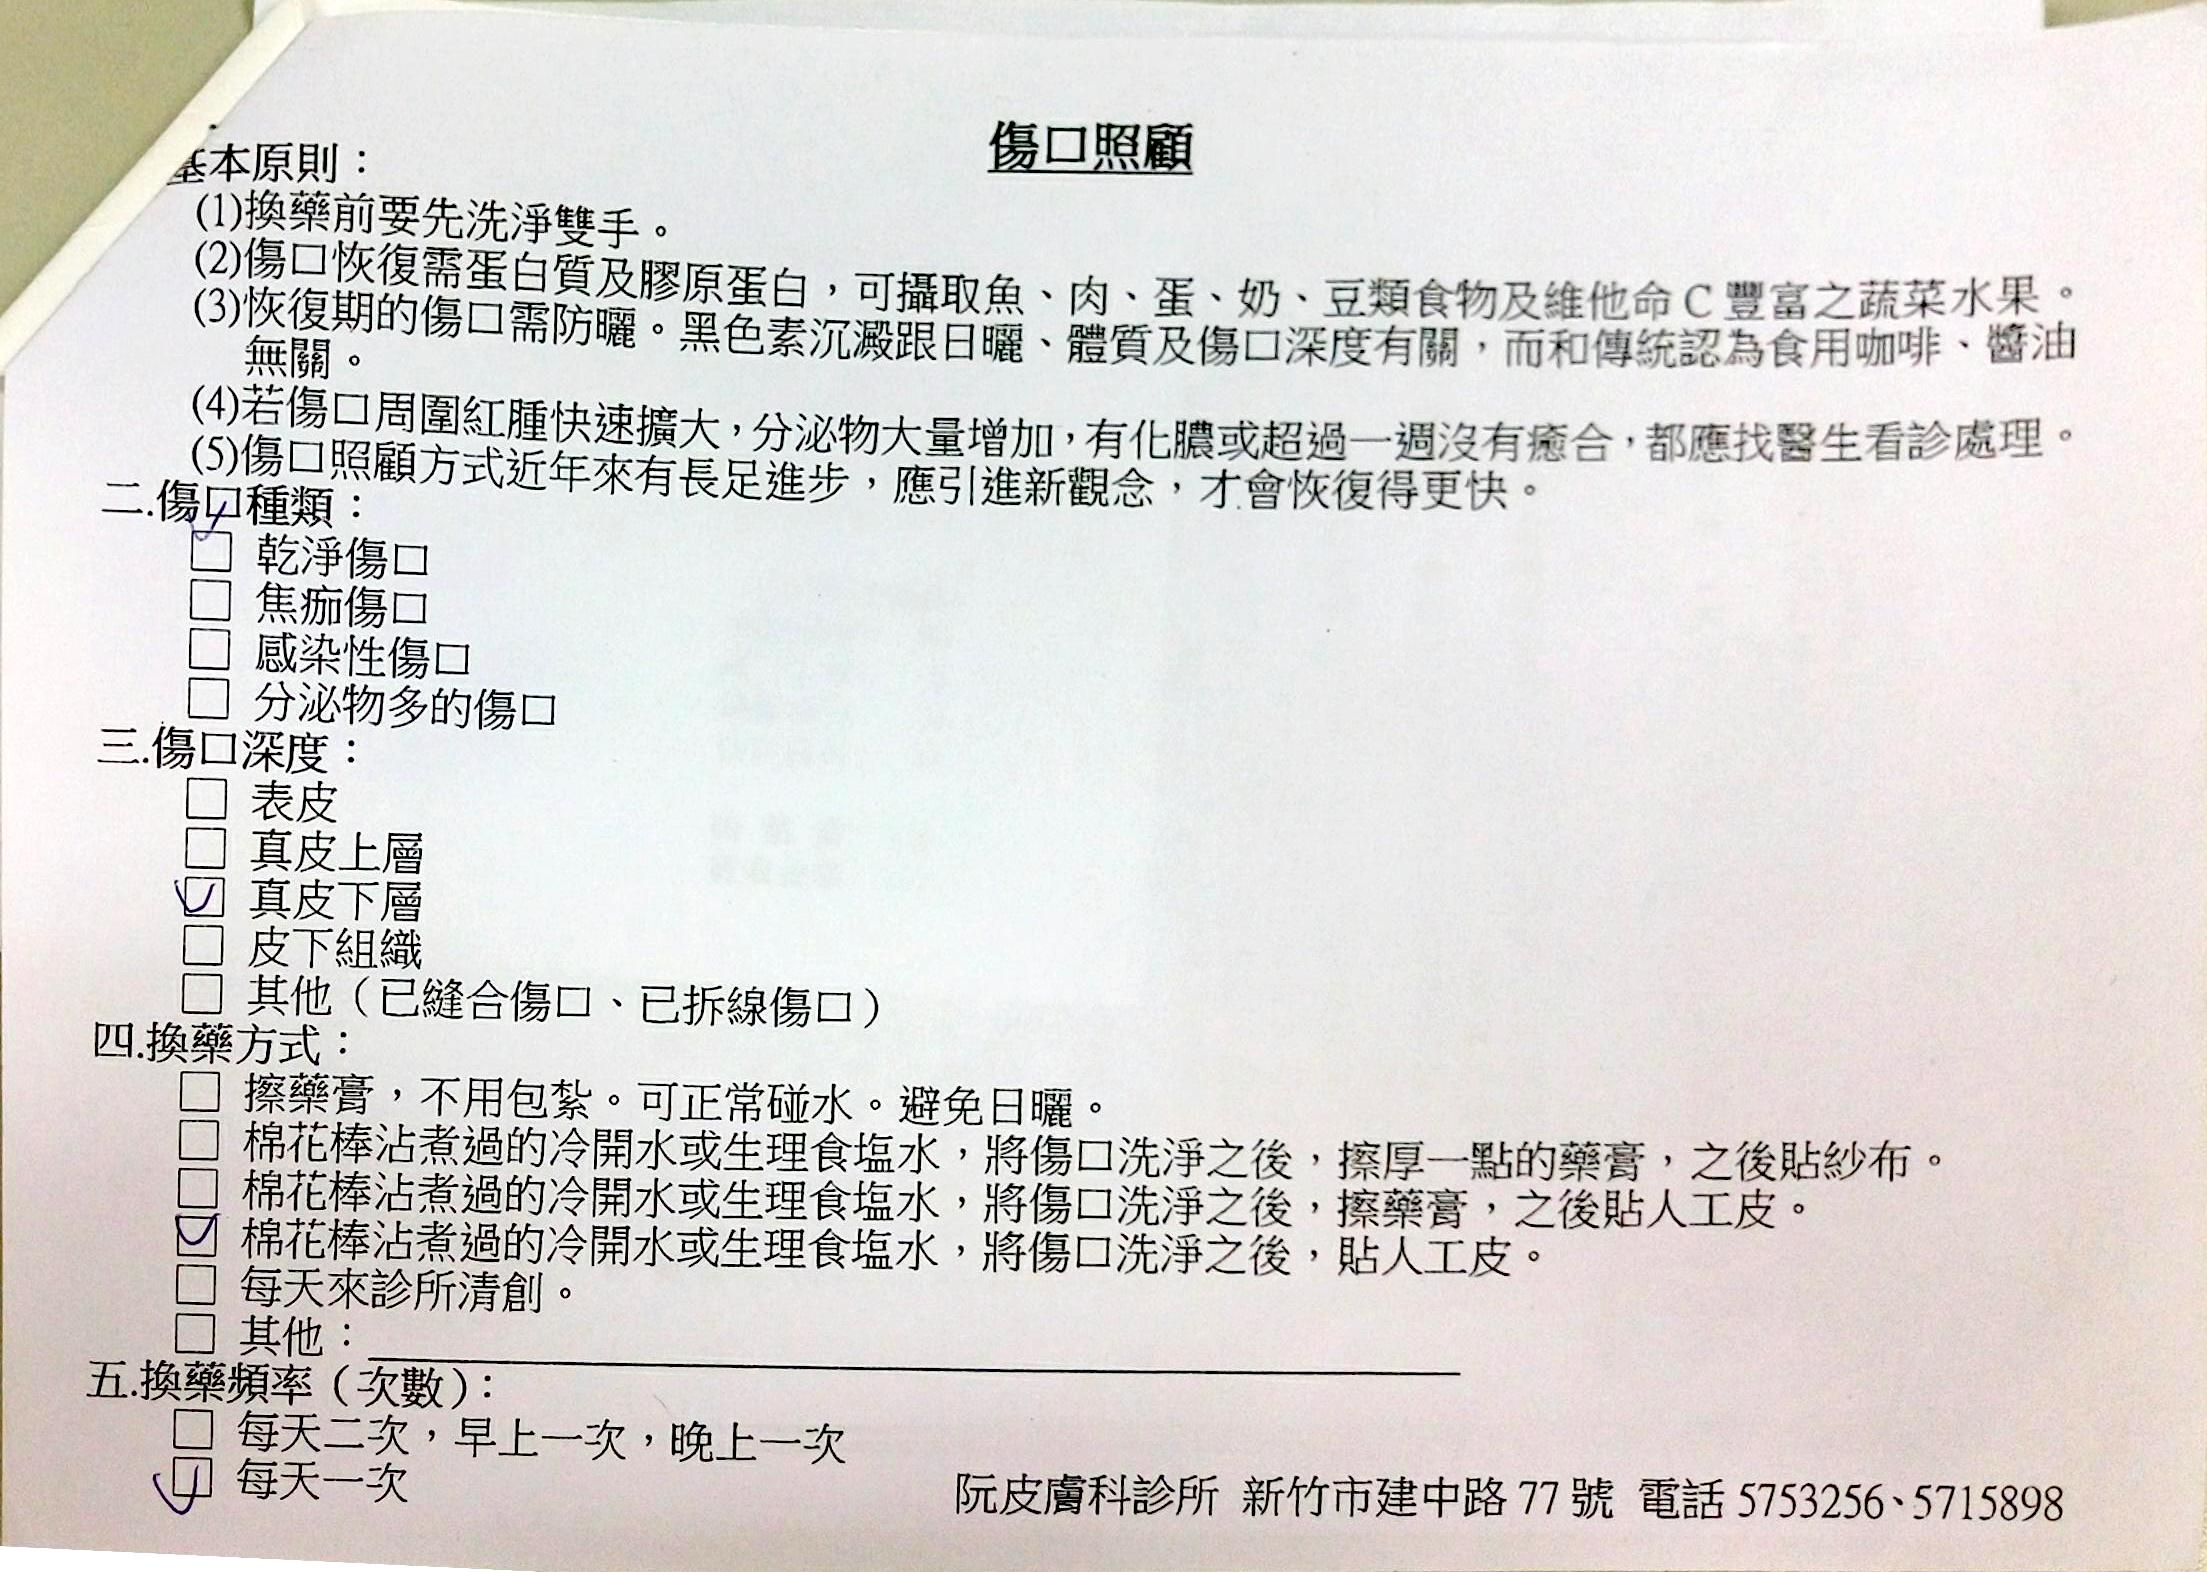 傷口照顧
基本原則：
(1)換藥前要先洗淨雙手。
(2)傷口恢復需蛋白質及膠原蛋白，可攝取魚、肉、蛋、奶、豆類食物及維他命C豐富之蔬菜水果。
(3)恢復期的傷口需防曬。黑色素沉澱跟日曬、體質及傷口深度有關，而和傳統認為食用咖啡、醬油
無關。
(4)若傷口周圍紅腫快速擴大，分泌物大量增加，有化膿或超過一週沒有癒合，都應找醫生看診處理。
(5)傷口照顧方式近年來有長足進步，應引進新觀念，才會恢復得更快。
二.傷口種類：
☑ 乾淨傷口
□ 焦痂傷口
□ 感染性傷口
□ 分泌物多的傷口
三.傷口深度：
□ 表皮
□ 真皮上層
☑ 真皮下層
□ 皮下組織
□ 其他（已縫合傷口、已拆線傷口）
四.換藥方式：
□ 擦藥膏，不用包紮。可正常碰水。避免日曬。
□ 棉花棒沾煮過的冷開水或生理食塩水，將傷口洗淨之後，擦厚一點的藥膏，之後貼紗布。
□ 棉花棒沾煮過的冷開水或生理食塩水，將傷口洗淨之後，擦藥膏，之後貼人工皮。
☑ 棉花棒沾煮過的冷開水或生理食塩水，將傷口洗淨之後，貼人工皮。
□ 每天來診所清創。
□ 其他：
五.換藥頻率（次數）：
□ 每天二次，早上一次，晚上一次
☑ 每天一次
阮皮膚科診所 新竹市建中路77號 電話5753256、5715898